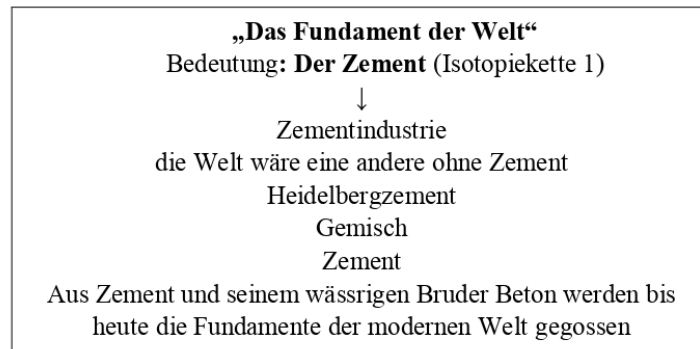 „Das Fundament der Welt“
Bedeutung: Der Zement (Isotopiekette 1)
↓
Zementindustrie
die Welt wäre eine andere ohne Zement
Heidelbergzement
Gemisch
Zement
Aus Zement und seinem wässrigen Bruder Beton werden bis
heute die Fundamente der modernen Welt gegossen